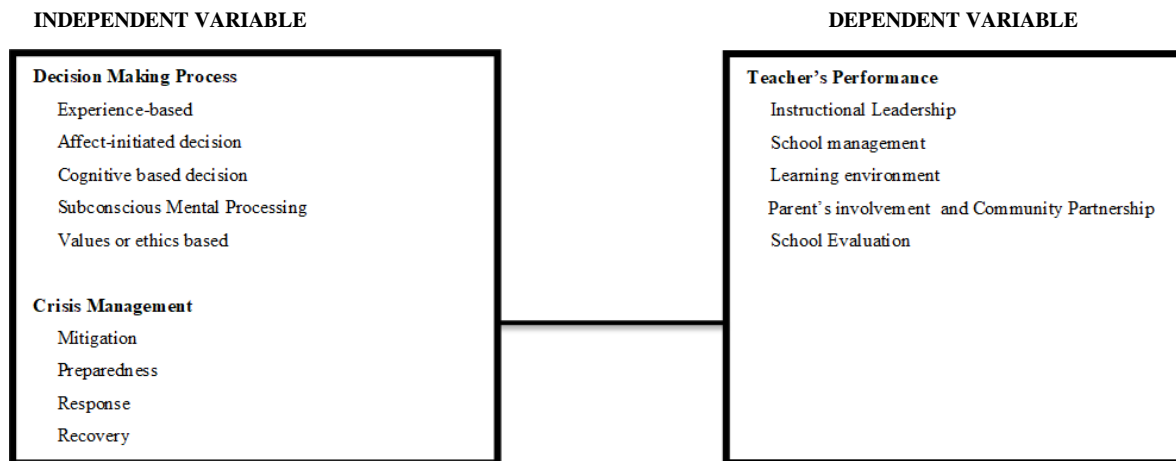 INDEPENDENT VARIABLE
DEPENDENT VARIABLE
Decision Making Process
Experience-based
Affect-initiated decision
Cognitive based decision
Subconscious Mental Processing
Values or ethics based
Crisis Management
Mitigation
Preparedness
Response
Recovery
Teacher’s Performance
Instructional Leadership
School management
Learning environment
Parent’s involvement and Community Partnership
School Evaluation